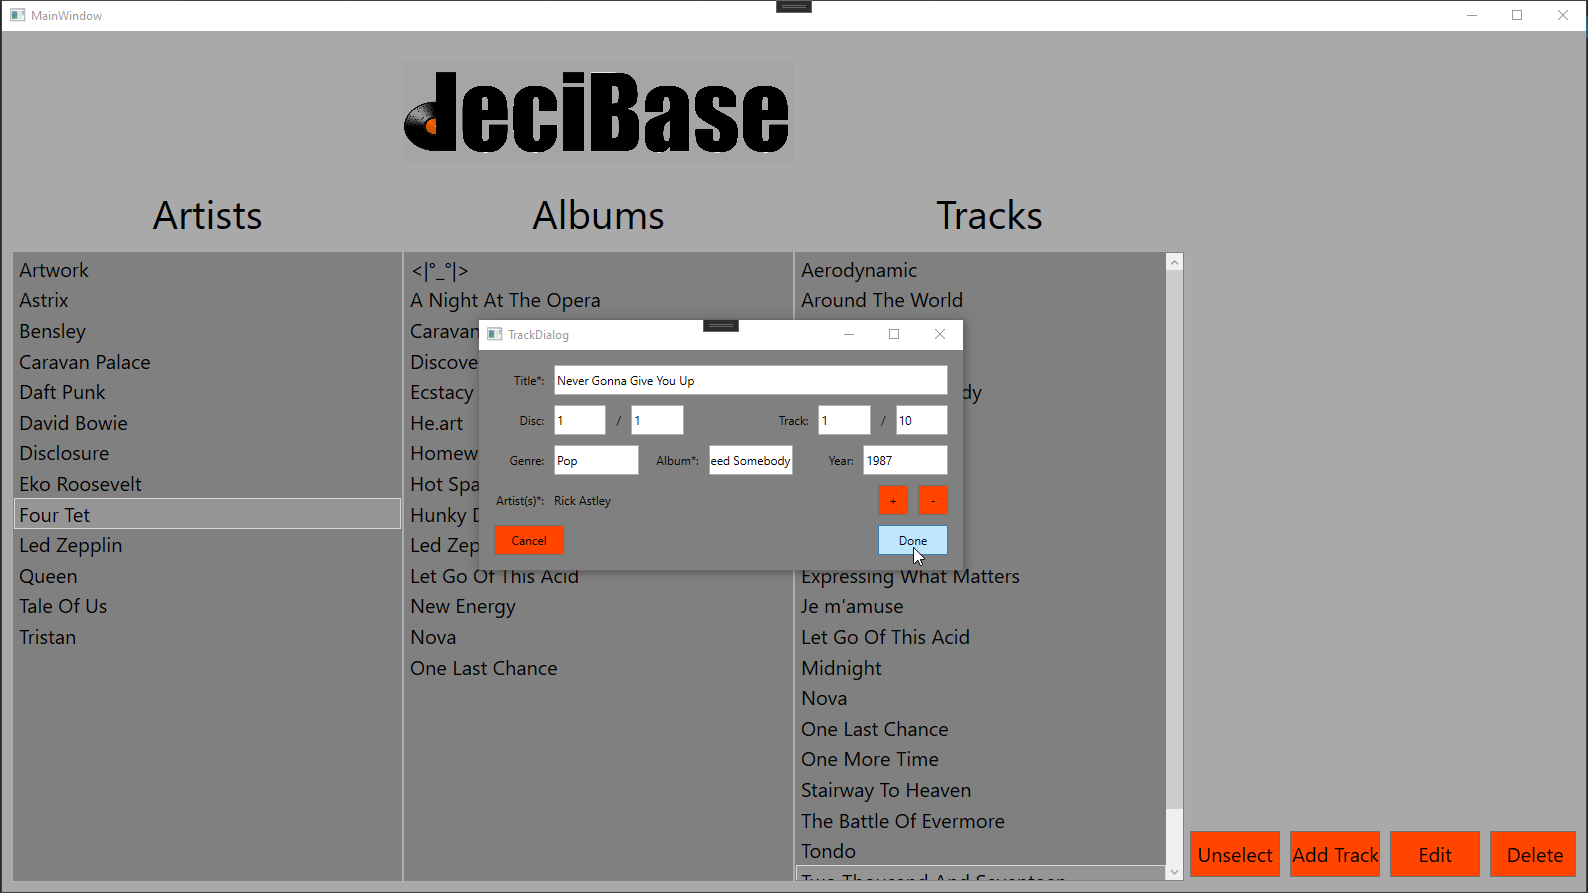 MainWindow
deciBase
Artists
Albums
Tracks
Artwork
Astrix
Bensley
Caravan Palace
Daft Punk
David Bowie
Disclosure
Eko Roosevelt
Four Tet
Led Zepplin
Queen
Tale Of Us
Tristan
<|°_°|>
A Night At The Opera
Caravan
Discove
Ecstacy
He.art
Homew
Hot Spa
Hunky D
Led Zep
Let Go Of This Acid
New Energy
Nova
One Last Chance
Aerodynamic
Around The World
dy
Expressing What Matters
Je m'amuse
Let Go Of This Acid
Midnight
Nova
One Last Chance
One More Time
Stairway To Heaven
The Battle Of Evermore
Tondo
Two Thousand And Seventeen
TrackDialog
Title*: Never Gonna Give You Up
Disc: 1 / 1 Track: 1 / 10
Genre: Pop Album*: eed Somebody Year: 1987
Artist(s)*: Rick Astley + -
Cancel Done
Unselect Add Track Edit Delete